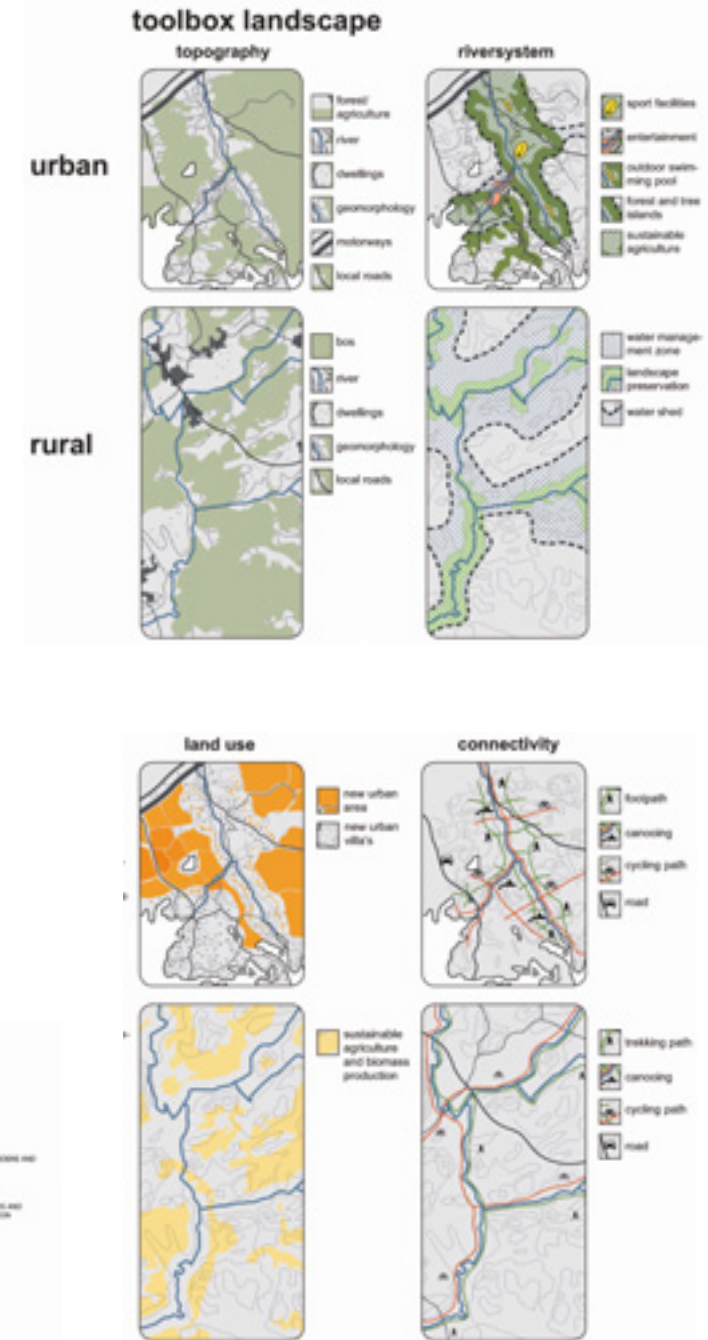 toolbox landscape
topography
riversystem
urban
forest/
agriculture
river
dwellings
geomorphology
motorways
local roads
sport facilities
entertainment
outdoor swim-
ming pool
forest and tree
islands
sustainable
agriculture
rural
bos
river
dwellings
geomorphology
local roads
water manage-
ment zone
landscape
preservation
water shed
land use
connectivity
new urban
area
new urban
villa's
footpath
canooing
cycling path
road
sustainable
agriculture
and biomass
production
trekking path
canooing
cycling path
road